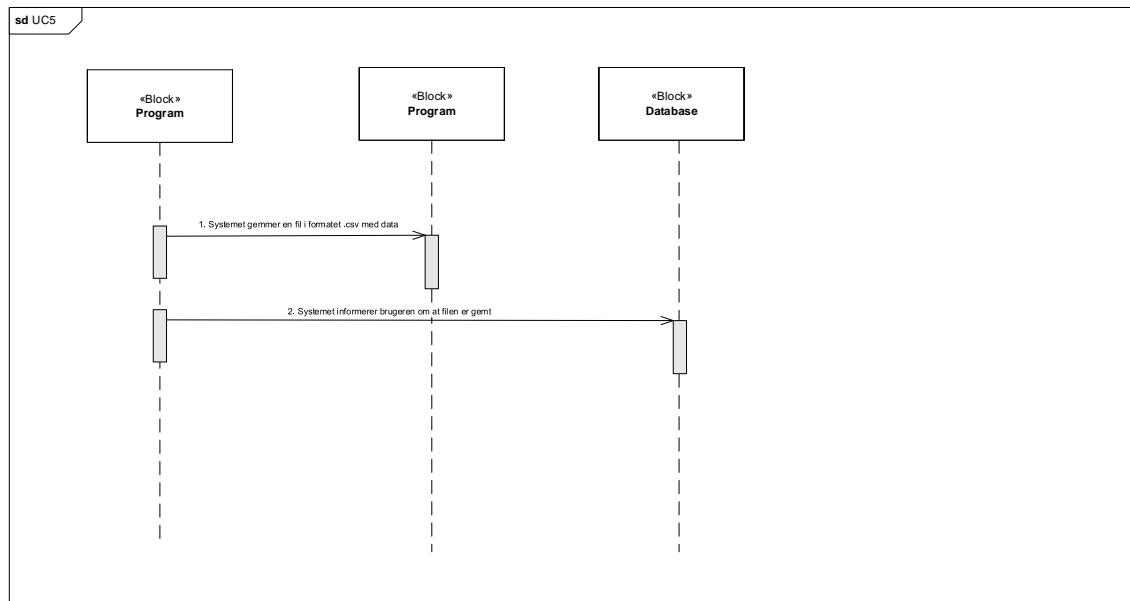 sd UC5
«Block»
Program
«Block»
Program
«Block»
Database
1. Systemet gemmer en fil i formatet .csv med data
2. Systemet informerer brugeren om at filen er gemt